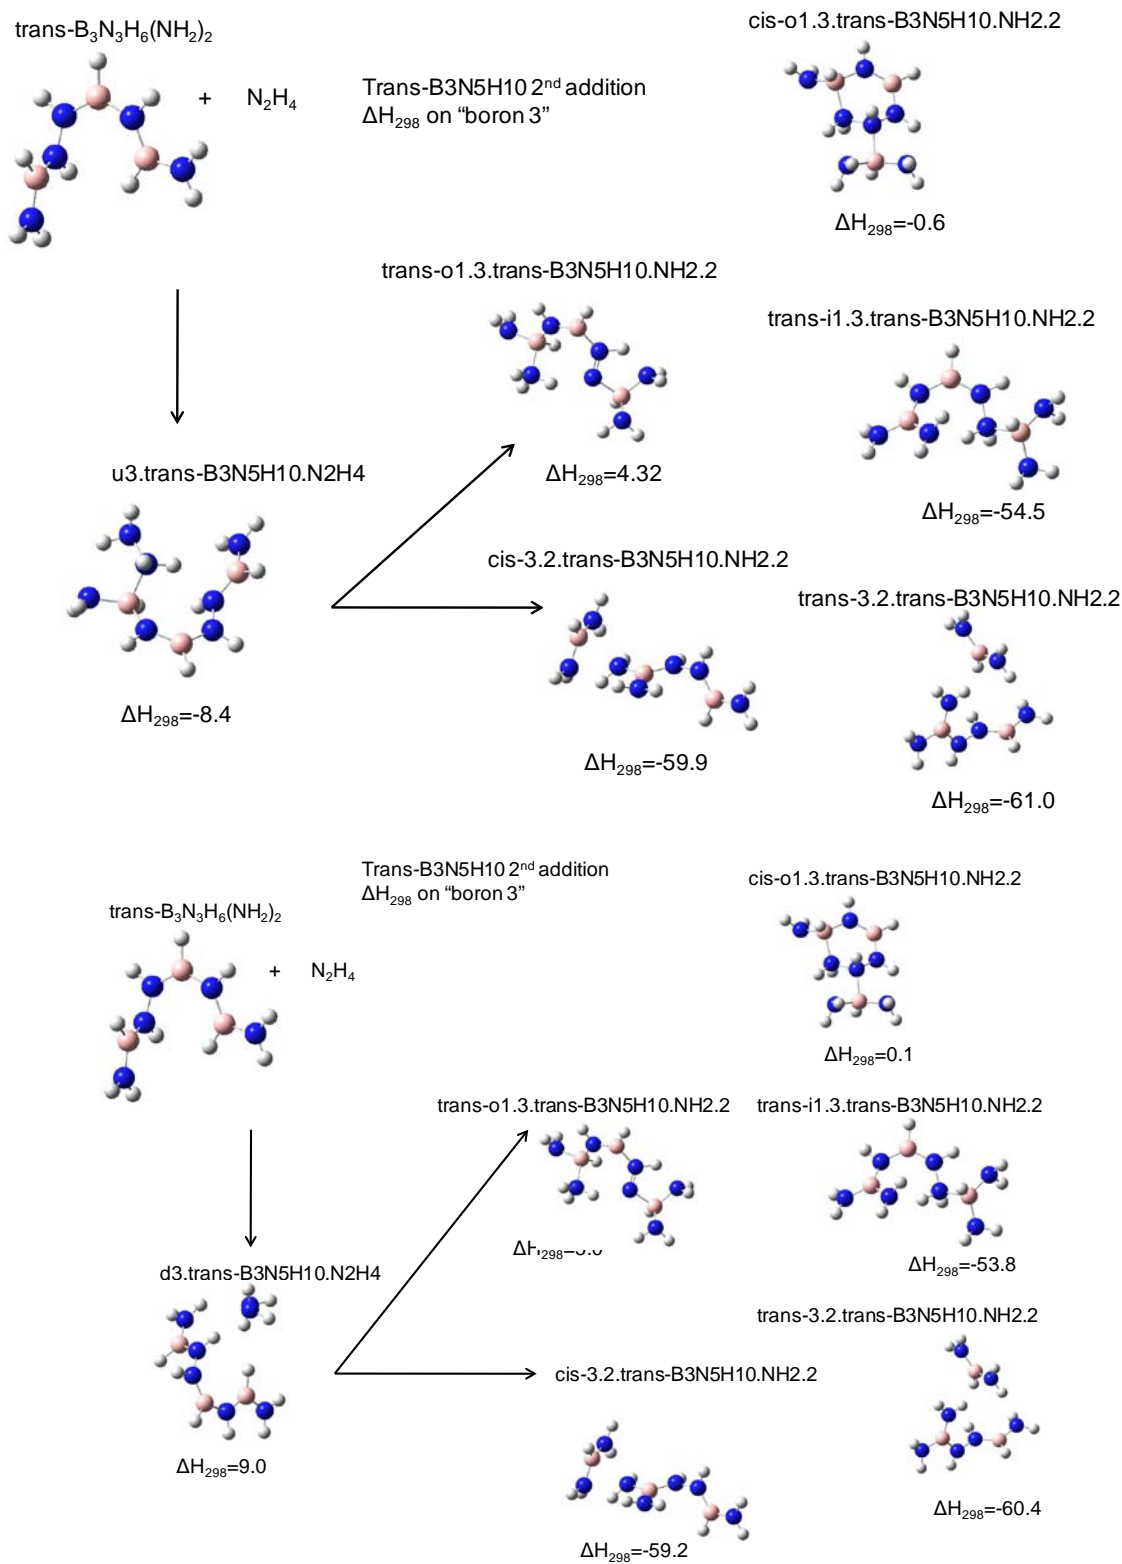 trans-B₃N₃H₆(NH₂)₂
+ N₂H₄
Trans-B3N5H10 2ⁿᵈ addition
ΔH₂₉₈ on “boron 3”
cis-o1.3.trans-B3N5H10.NH2.2
ΔH₂₉₈=-0.6
trans-o1.3.trans-B3N5H10.NH2.2
ΔH₂₉₈=4.32
trans-i1.3.trans-B3N5H10.NH2.2
ΔH₂₉₈=-54.5
u3.trans-B3N5H10.N2H4
ΔH₂₉₈=-8.4
cis-3.2.trans-B3N5H10.NH2.2
ΔH₂₉₈=-59.9
trans-3.2.trans-B3N5H10.NH2.2
ΔH₂₉₈=-61.0
Trans-B3N5H10 2ⁿᵈ addition
ΔH₂₉₈ on “boron 3”
cis-o1.3.trans-B3N5H10.NH2.2
ΔH₂₉₈=0.1
trans-B₃N₃H₆(NH₂)₂
+ N₂H₄
trans-o1.3.trans-B3N5H10.NH2.2
trans-i1.3.trans-B3N5H10.NH2.2
ΔH₂₉₈=-53.8
d3.trans-B3N5H10.N2H4
ΔH₂₉₈=9.0
trans-3.2.trans-B3N5H10.NH2.2
ΔH₂₉₈=-60.4
cis-3.2.trans-B3N5H10.NH2.2
ΔH₂₉₈=-59.2